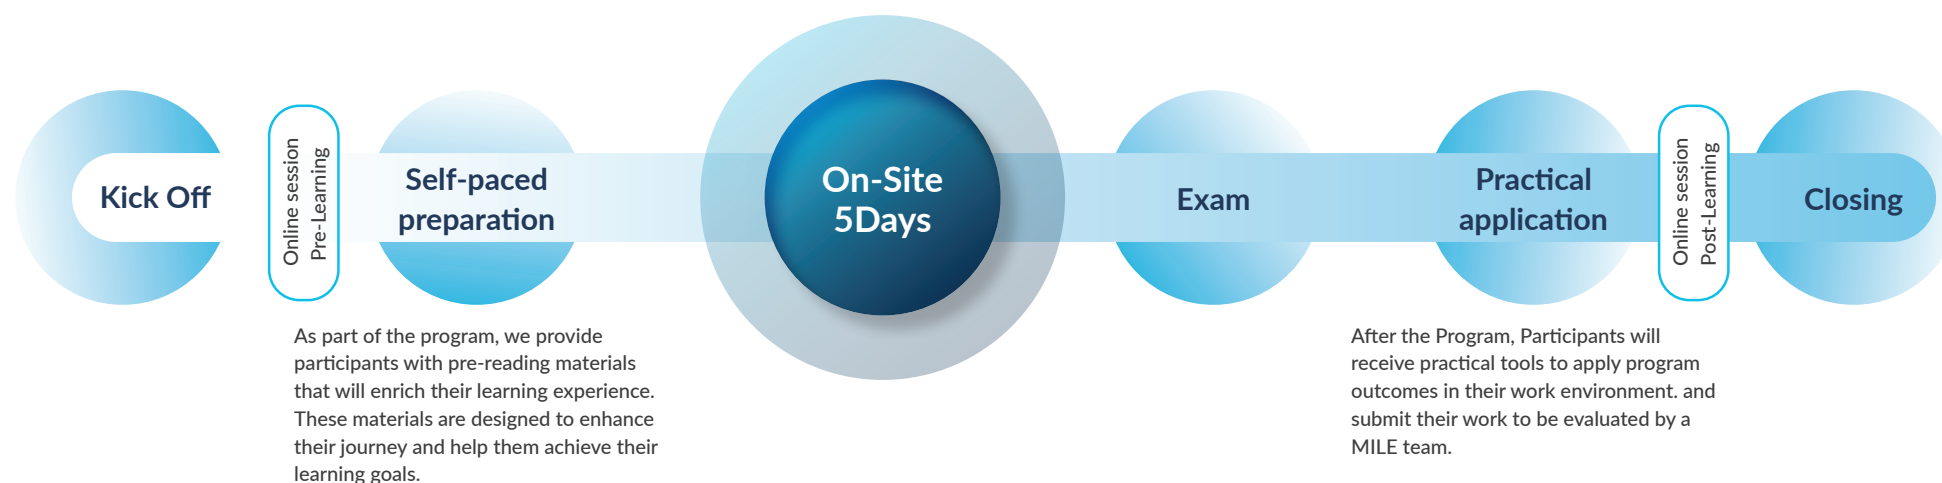 Kick Off
Online session
Pre-Learning
Self-paced
preparation
As part of the program, we provide
participants with pre-reading materials
that will enrich their learning experience.
These materials are designed to enhance
their journey and help them achieve their
learning goals.
On-Site
5Days
Exam
Practical
application
After the Program, Participants will
receive practical tools to apply program
outcomes in their work environment. and
submit their work to be evaluated by a
MILE team.
Online session
Post-Learning
Closing